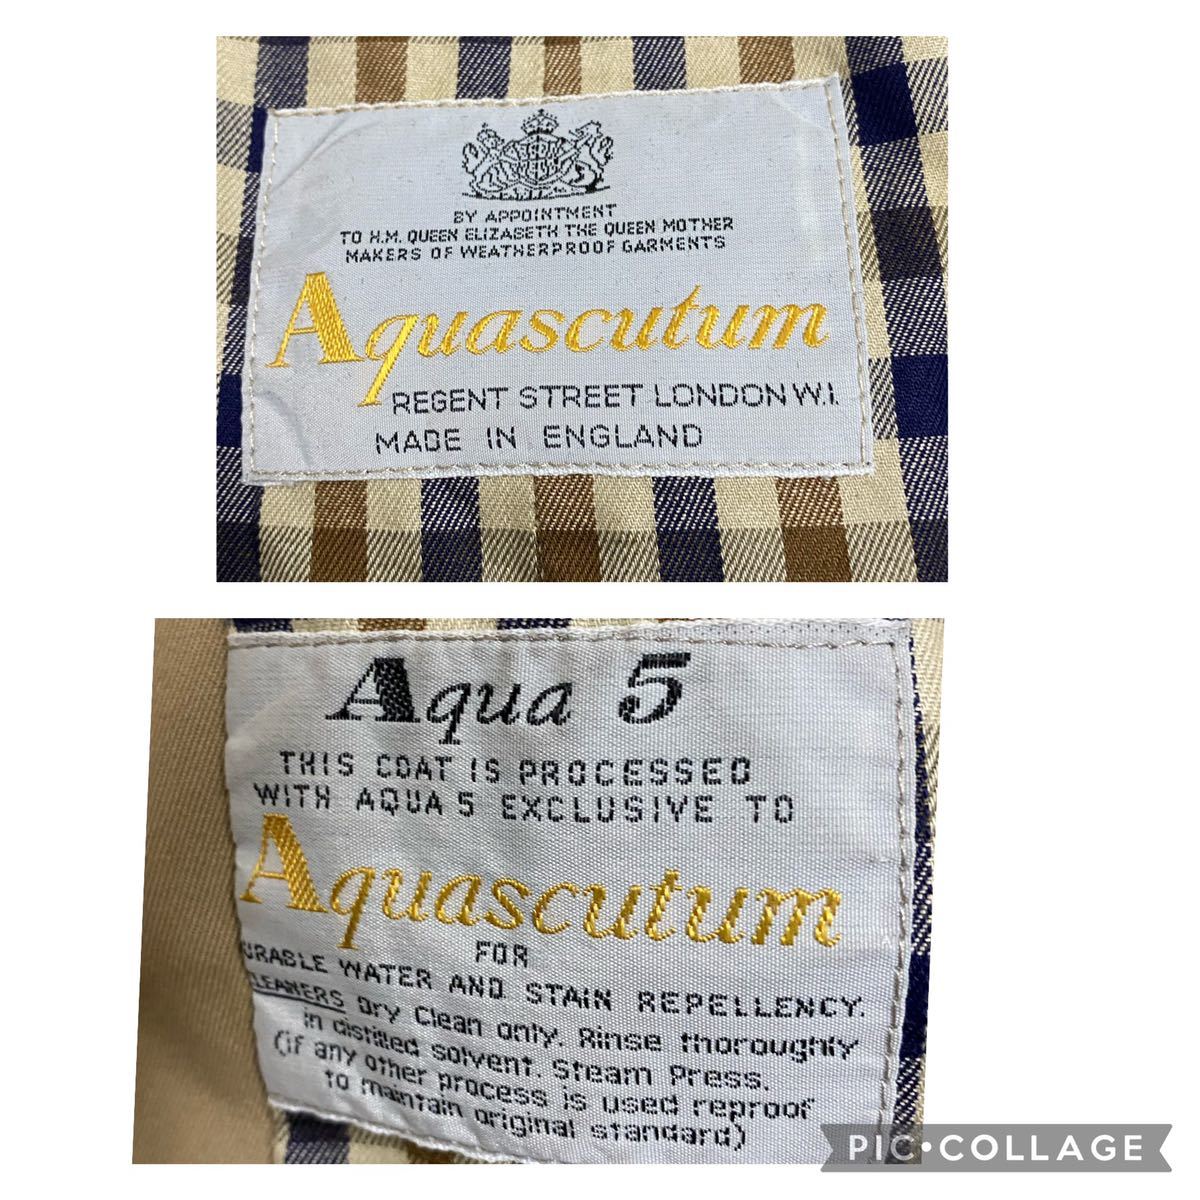 BY APPOINTMENT
TO H.M. QUEEN ELIZABETH THE QUEEN MOTHER
MAKERS OF WEATHERPROOF GARMENTS
Aquascutum
REGENT STREET LONDON W.I.
MADE IN ENGLAND
Aqua 5
THIS COAT IS PROCESSED
WITH AQUA 5 EXCLUSIVE TO
Aquascutum
FOR
URABLE WATER AND STAIN REPELLENCY.
LEANERS Dry Clean only. Rinse thoroughly
in distilled solvent. Steam Press.
(if any other process is used reproof
to maintain original standard)
PIC•COLLAGE